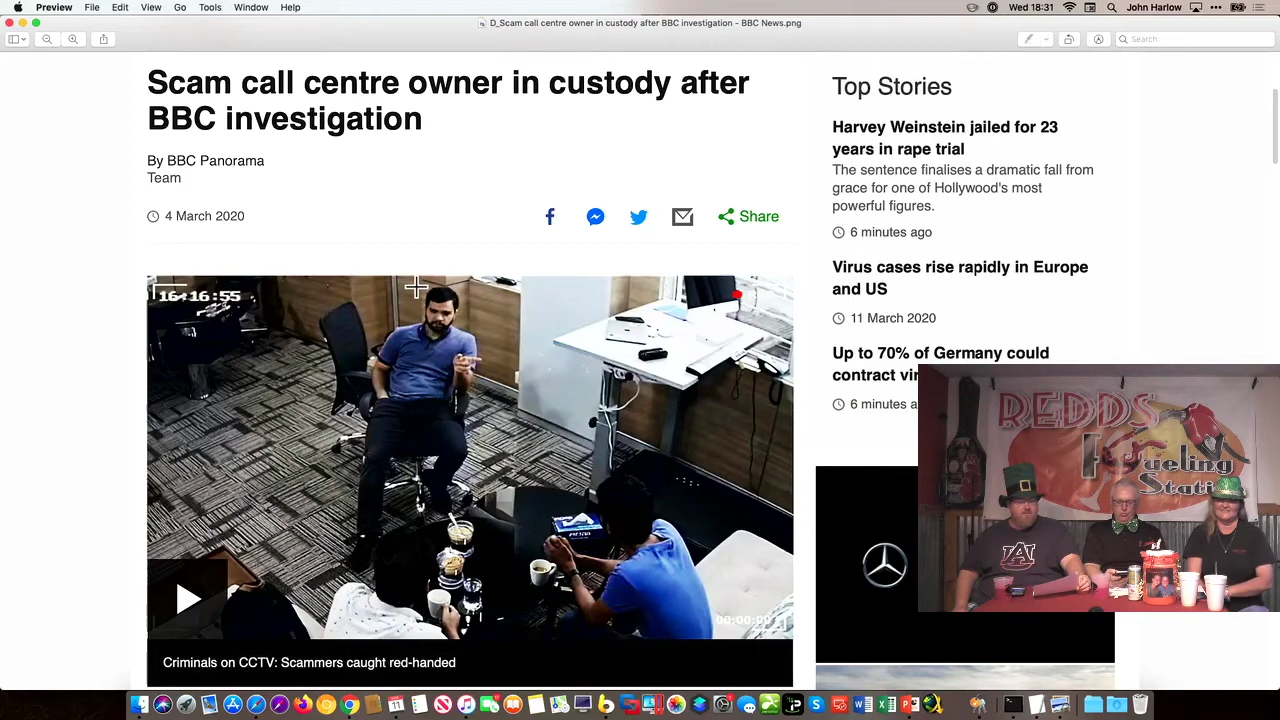 Preview File Edit View Go Tools Window Help
Wed 18:31 John Harlow
D_Scam call centre owner in custody after BBC investigation - BBC News.png
Search
Scam call centre owner in custody after
BBC investigation
By BBC Panorama
Team
4 March 2020
Share
16:16:55
00:00:00
Criminals on CCTV: Scammers caught red-handed
Top Stories
Harvey Weinstein jailed for 23
years in rape trial
The sentence finalises a dramatic fall from
grace for one of Hollywood's most
powerful figures.
6 minutes ago
Virus cases rise rapidly in Europe
and US
11 March 2020
Up to 70% of Germany could
contract vir
6 minutes a
REDDS
Fueling
Stati